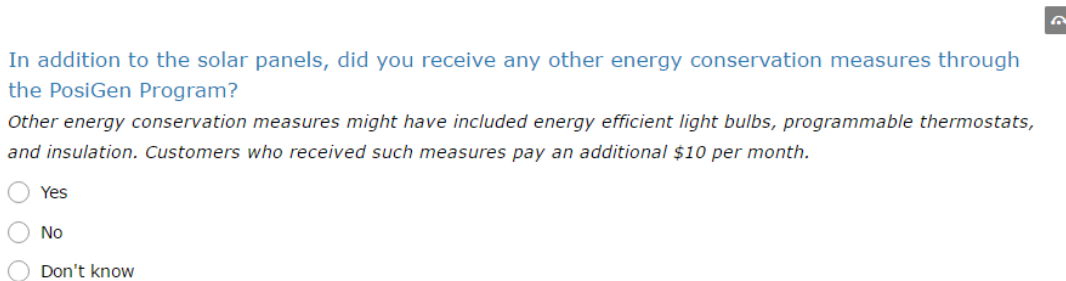 In addition to the solar panels, did you receive any other energy conservation measures through
the PosiGen Program?
Other energy conservation measures might have included energy efficient light bulbs, programmable thermostats,
and insulation. Customers who received such measures pay an additional $10 per month.
Yes
No
Don't know